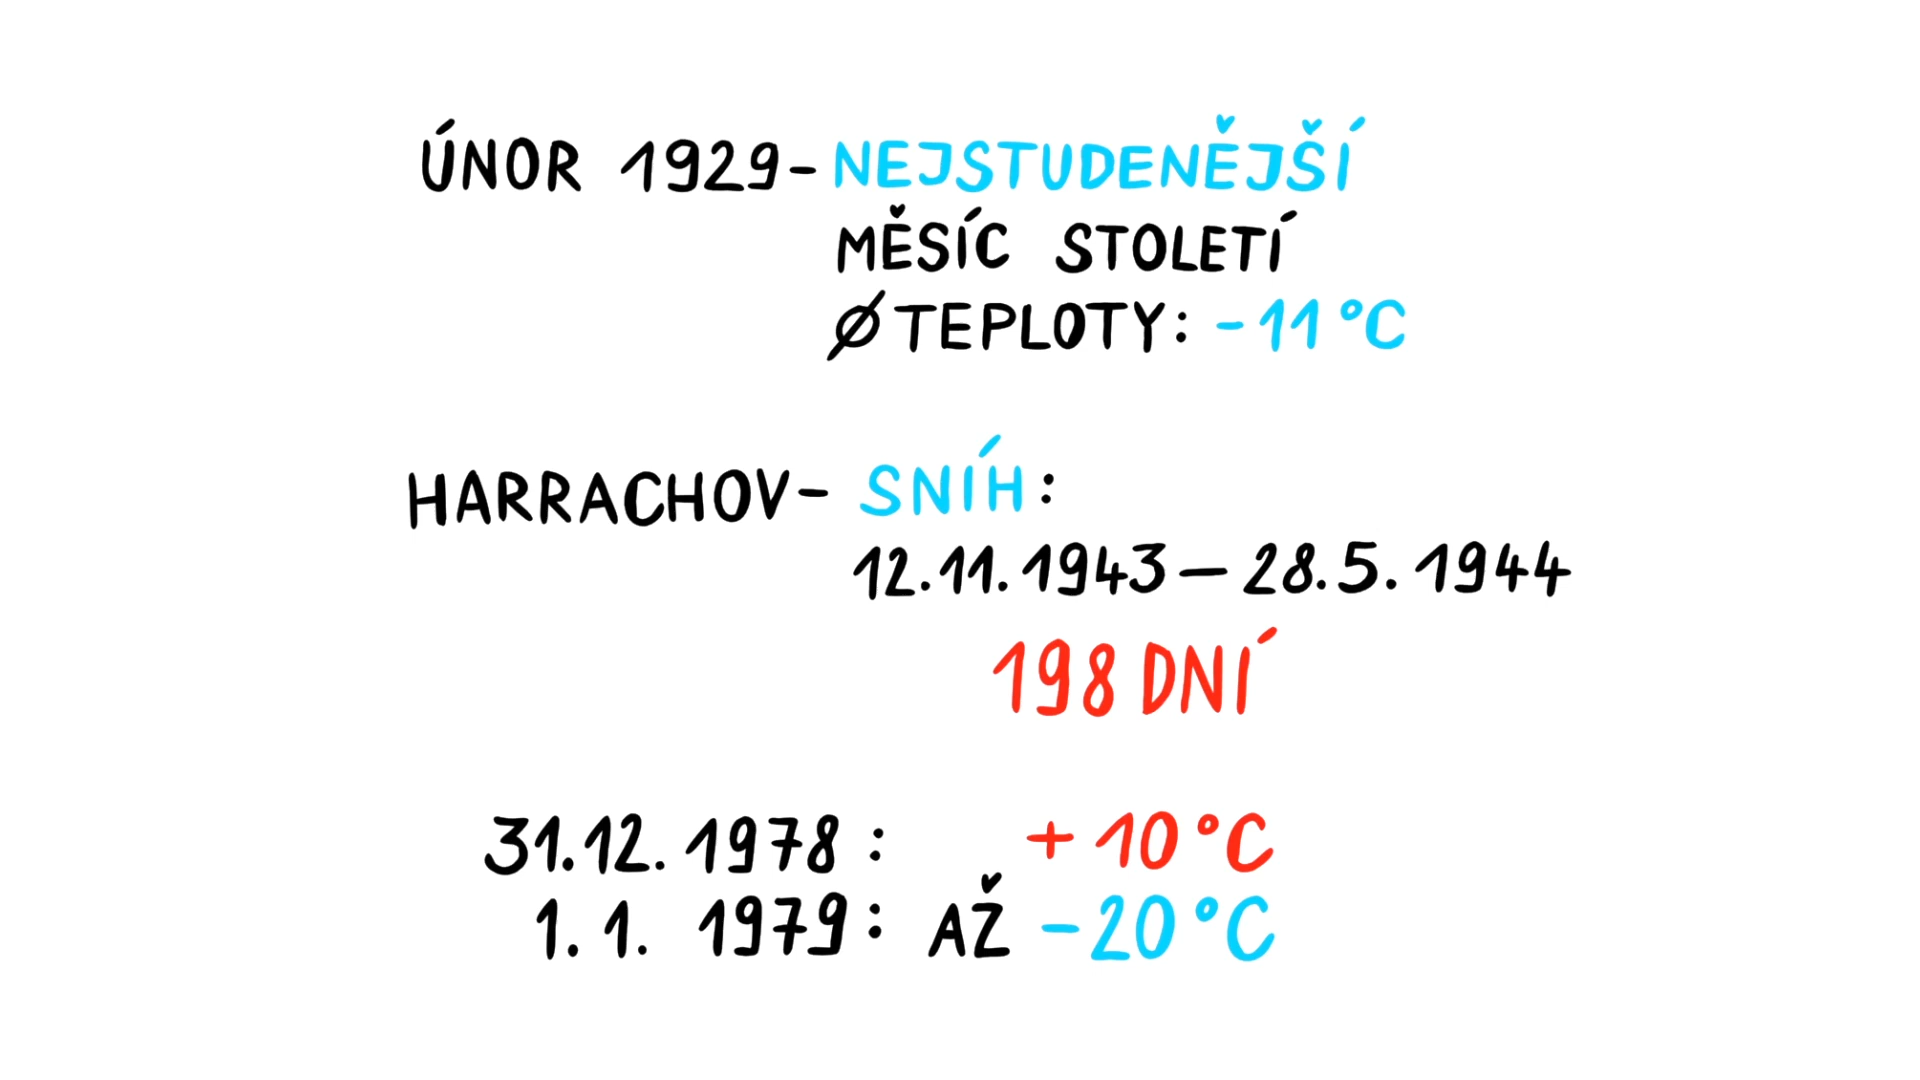 ÚNOR 1929-NEJSTUDENĚJŠÍ
MĚSÍC STOLETÍ
Ø TEPLOTY: -11 °C
HARRACHOV- SNÍH:
12.11.1943 – 28.5.1944
198 DNÍ
31.12.1978 : +10 °C
1.1. 1979: AŽ -20 °C